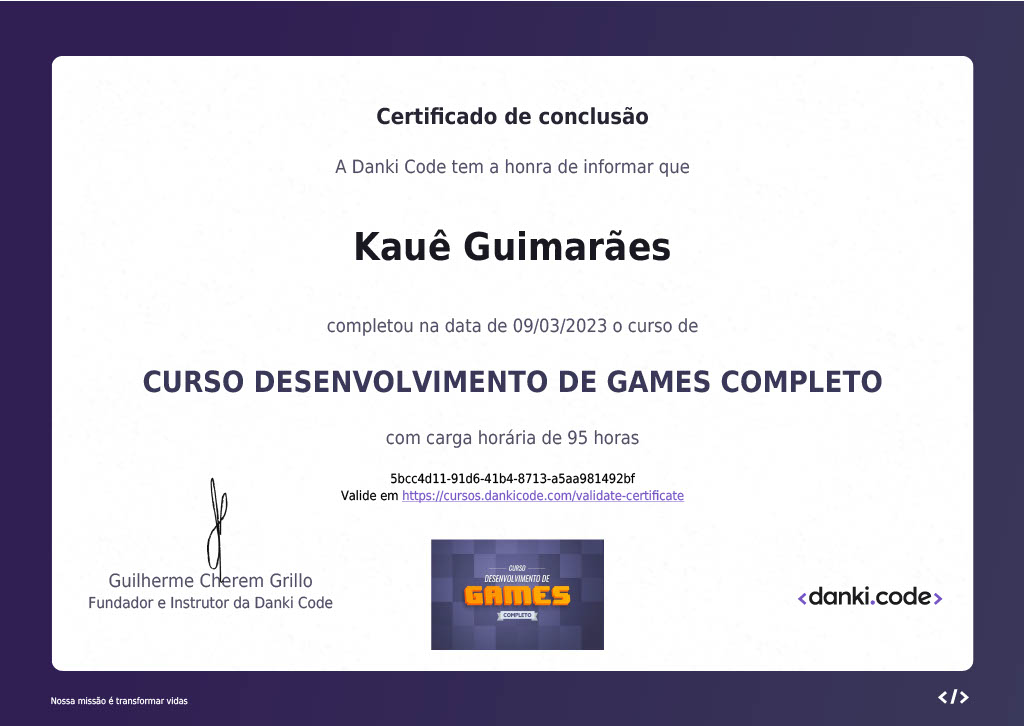 Certificado de conclusão
A Danki Code tem a honra de informar que
Kauê Guimarães
completou na data de 09/03/2023 o curso de
CURSO DESENVOLVIMENTO DE GAMES COMPLETO
com carga horária de 95 horas
5bcc4d11-91d6-41b4-8713-a5aa981492bf
Valide em https://cursos.dankicode.com/validate-certificate
Guilherme Cherem Grillo
Fundador e Instrutor da Danki Code
CURSO
DESENVOLVIMENTO DE
GAMES
COMPLETO
<danki.code>
Nossa missão é transformar vidas
</>